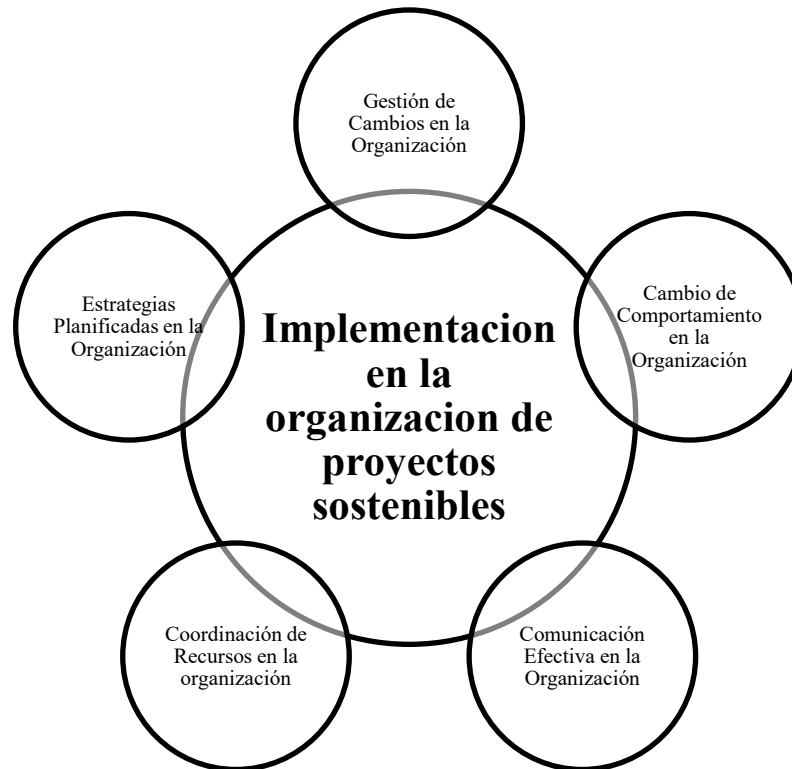 Gestión de
Cambios en la
Organización
Estrategias
Planificadas en la
Organización
Implementacion
en la
organizacion de
proyectos
sostenibles
Cambio de
Comportamiento
en la
Organización
Coordinación de
Recursos en la
organización
Comunicación
Efectiva en la
Organización